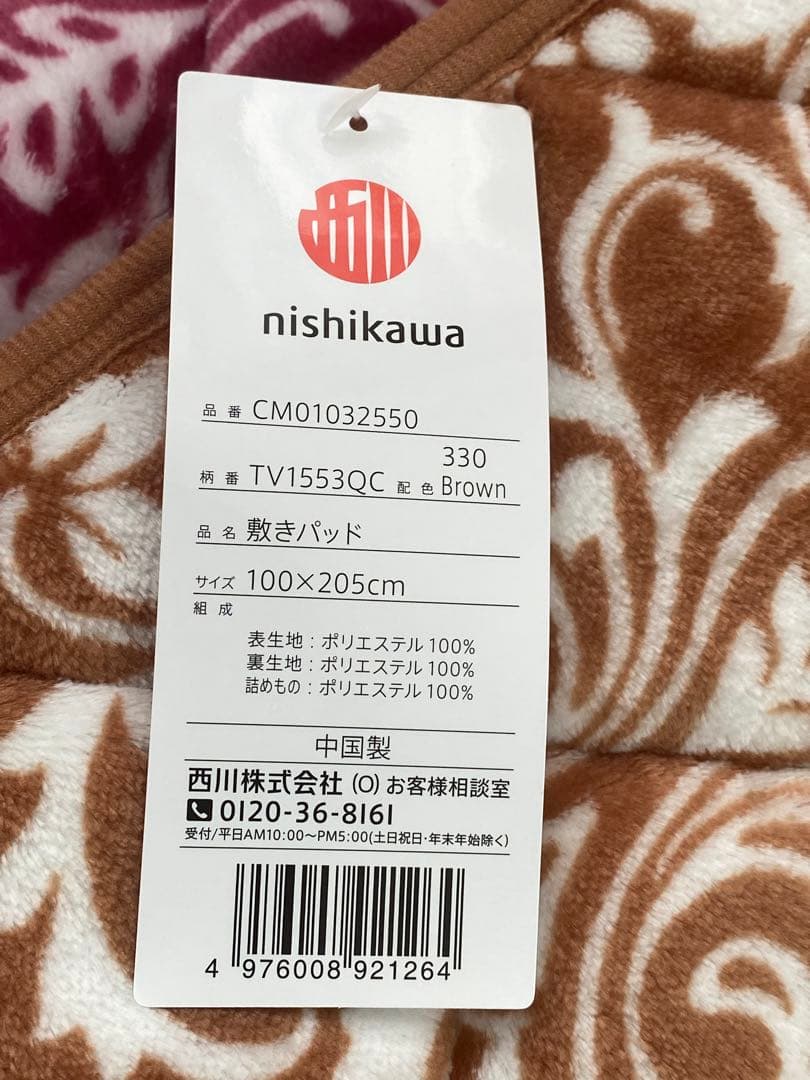 西川
nishikawa
品番 CM01032550
330
柄番 TV1553QC 配色 Brown
品名 敷きパッド
サイズ 100×205cm
組成
表生地：ポリエステル100%
裏生地：ポリエステル100%
詰めもの：ポリエステル100%
中国製
西川株式会社 (O) お客様相談室
0120-36-8161
受付/平日AM10:00～PM5:00(土日祝日･年末年始除く)
4 976008 921264